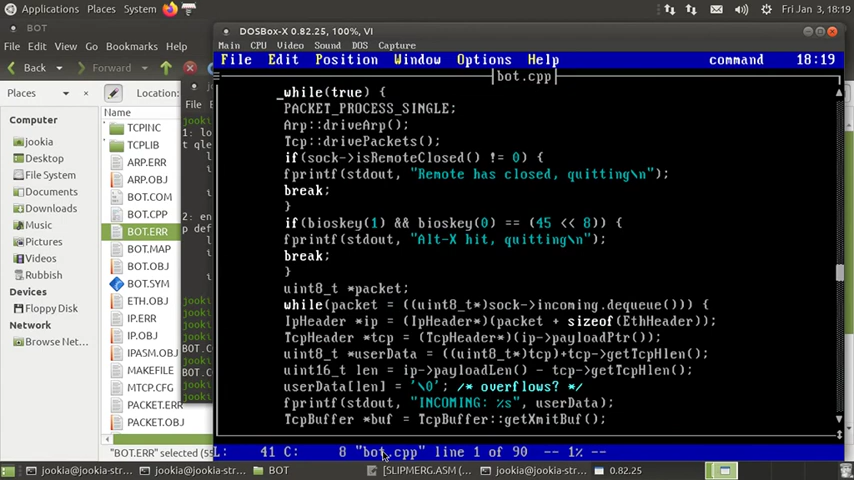 Applications Places System Fri Jan 3, 18:19
BOT
File Edit View Go Bookmarks
Back Forward
Places Location:
Computer
jookia
Desktop
File System
Documents
Downloads
Music
Pictures
Videos
Rubbish
Devices
Floppy Disk
Network
Browse Net...
Name
TCPINC
TCPLIB
ARP.ERR
ARP.OBJ
BOT.COM
BOT.CPP
BOT.ERR
BOT.MAP
BOT.OBJ
BOT.SYM
ETH.OBJ
IP.ERR
IP.OBJ
IPASM.OBJ
MAKEFILE
MTCP.CFG
PACKET.ERR
PACKET.OBJ
"BOT.ERR" selected (5
DOSBox-X 0.82.25, 100%, VI
Main CPU Video Sound DOS Capture
File Edit Position Window Options Help command 18:19
bot.cpp
while(true) {
PACKET_PROCESS_SINGLE;
Arp::driveArp();
Tcp::drivePackets();
if(sock->isRemoteClosed() != 0) {
fprintf(stdout, "Remote has closed, quitting\n");
break;
}
if(bioskey(1) && bioskey(0) == (45 << 8)) {
fprintf(stdout, "Alt-X hit, quitting\n");
break;
}
uint8_t *packet;
while(packet = ((uint8_t*)sock->incoming.dequeue())) {
IpHeader *ip = (IpHeader*)(packet + sizeof(EthHeader));
TcpHeader *tcp = (TcpHeader*)(ip->payloadPtr());
uint8_t *userData = ((uint8_t*)tcp)+tcp->getTcpHlen();
uint16_t len = ip->payloadLen() - tcp->getTcpHlen();
userData[len] = '\0'; /* overflows? */
fprintf(stdout, "INCOMING: %s", userData);
TcpBuffer *buf = TcpBuffer::getXmitBuf();
L: 41 C: 8 "bot.cpp" line 1 of 90 -- 1% --
jookia@jookia-str... jookia@jookia-str... BOT [SLIPMERG.ASM (... jookia@jookia-str... 0.82.25